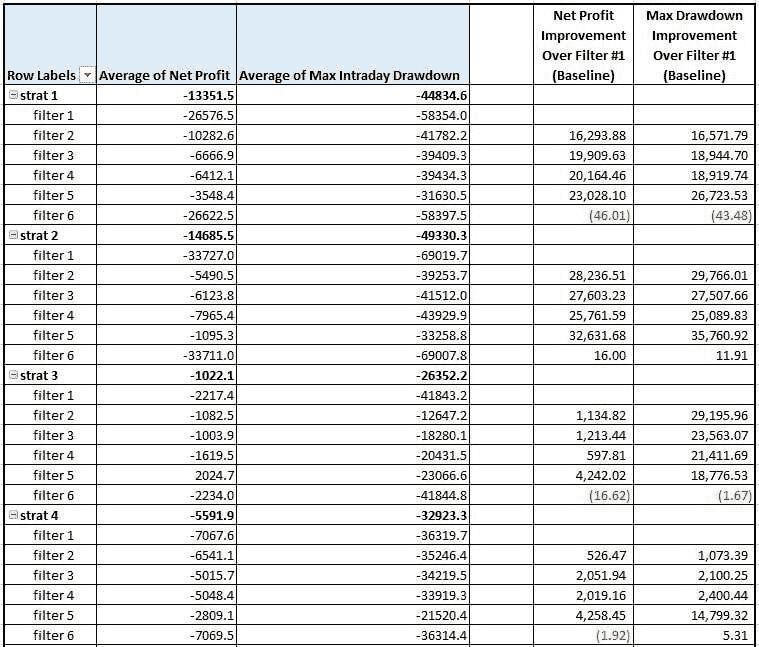 Net Profit Max Drawdown
Improvement Improvement
Over Filter #1 Over Filter #1
Row Labels Average of Net Profit Average of Max Intraday Drawdown (Baseline) (Baseline)
strat 1 -13351.5 -44834.6
filter 1 -26576.5 -58354.0
filter 2 -10282.6 -41782.2 16,293.88 16,571.79
filter 3 -6666.9 -39409.3 19,909.63 18,944.70
filter 4 -6412.1 -39434.3 20,164.46 18,919.74
filter 5 -3548.4 -31630.5 23,028.10 26,723.53
filter 6 -26622.5 -58397.5 (46.01) (43.48)
strat 2 -14685.5 -49330.3
filter 1 -33727.0 -69019.7
filter 2 -5490.5 -39253.7 28,236.51 29,766.01
filter 3 -6123.8 -41512.0 27,603.23 27,507.66
filter 4 -7965.4 -43929.9 25,761.59 25,089.83
filter 5 -1095.3 -33258.8 32,631.68 35,760.92
filter 6 -33711.0 -69007.8 16.00 11.91
strat 3 -1022.1 -26352.2
filter 1 -2217.4 -41843.2
filter 2 -1082.5 -12647.2 1,134.82 29,195.96
filter 3 -1003.9 -18280.1 1,213.44 23,563.07
filter 4 -1619.5 -20431.5 597.81 21,411.69
filter 5 2024.7 -23066.6 4,242.02 18,776.53
filter 6 -2234.0 -41844.8 (16.62) (1.67)
strat 4 -5591.9 -32923.3
filter 1 -7067.6 -36319.7
filter 2 -6541.1 -35246.4 526.47 1,073.39
filter 3 -5015.7 -34219.5 2,051.94 2,100.25
filter 4 -5048.4 -33919.3 2,019.16 2,400.44
filter 5 -2809.1 -21520.4 4,258.45 14,799.32
filter 6 -7069.5 -36314.4 (1.92) 5.31